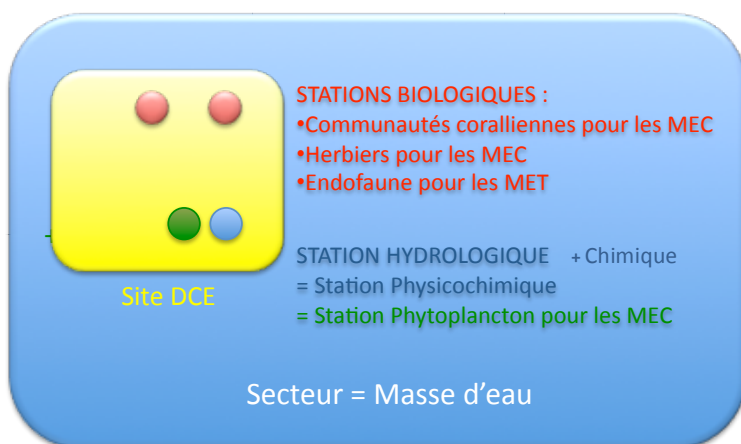 STATIONS BIOLOGIQUES :
•Communautés coralliennes pour les MEC
•Herbiers pour les MEC
•Endofaune pour les MET
STATION HYDROLOGIQUE + Chimique
= Station Physicochimique
= Station Phytoplancton pour les MEC
Site DCE
Secteur = Masse d'eau